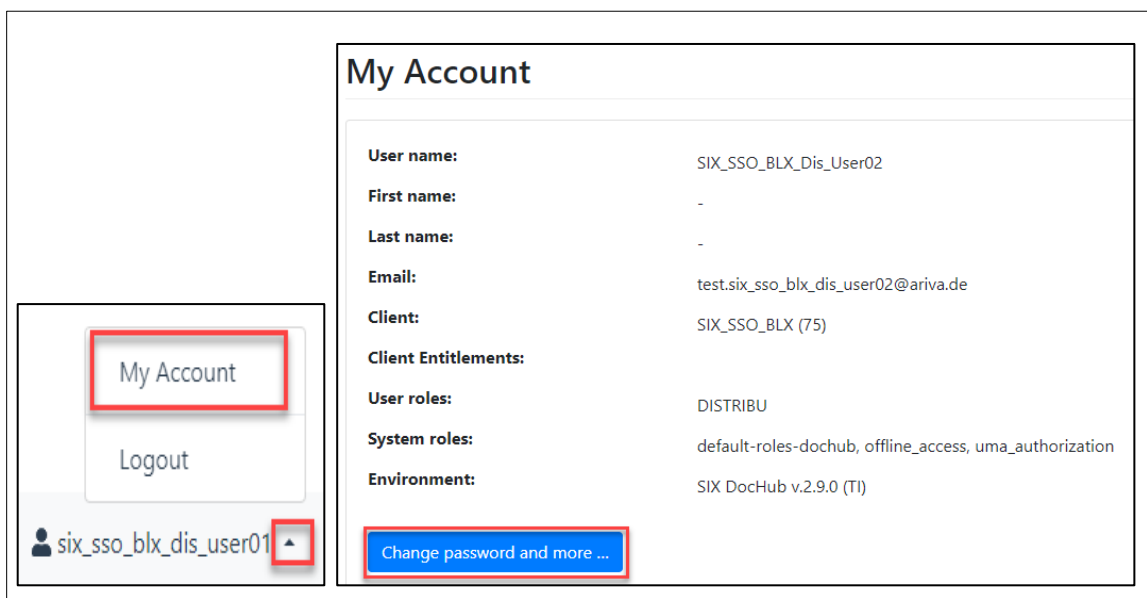 My Account
Logout
six_sso_blx_dis_user01
My Account
User name: SIX_SSO_BLX_Dis_User02
First name: -
Last name: -
Email: test.six_sso_blx_dis_user02@ariva.de
Client: SIX_SSO_BLX (75)
Client Entitlements:
User roles: DISTRIBU
System roles: default-roles-dochub, offline_access, uma_authorization
Environment: SIX DocHub v.2.9.0 (TI)
Change password and more ...